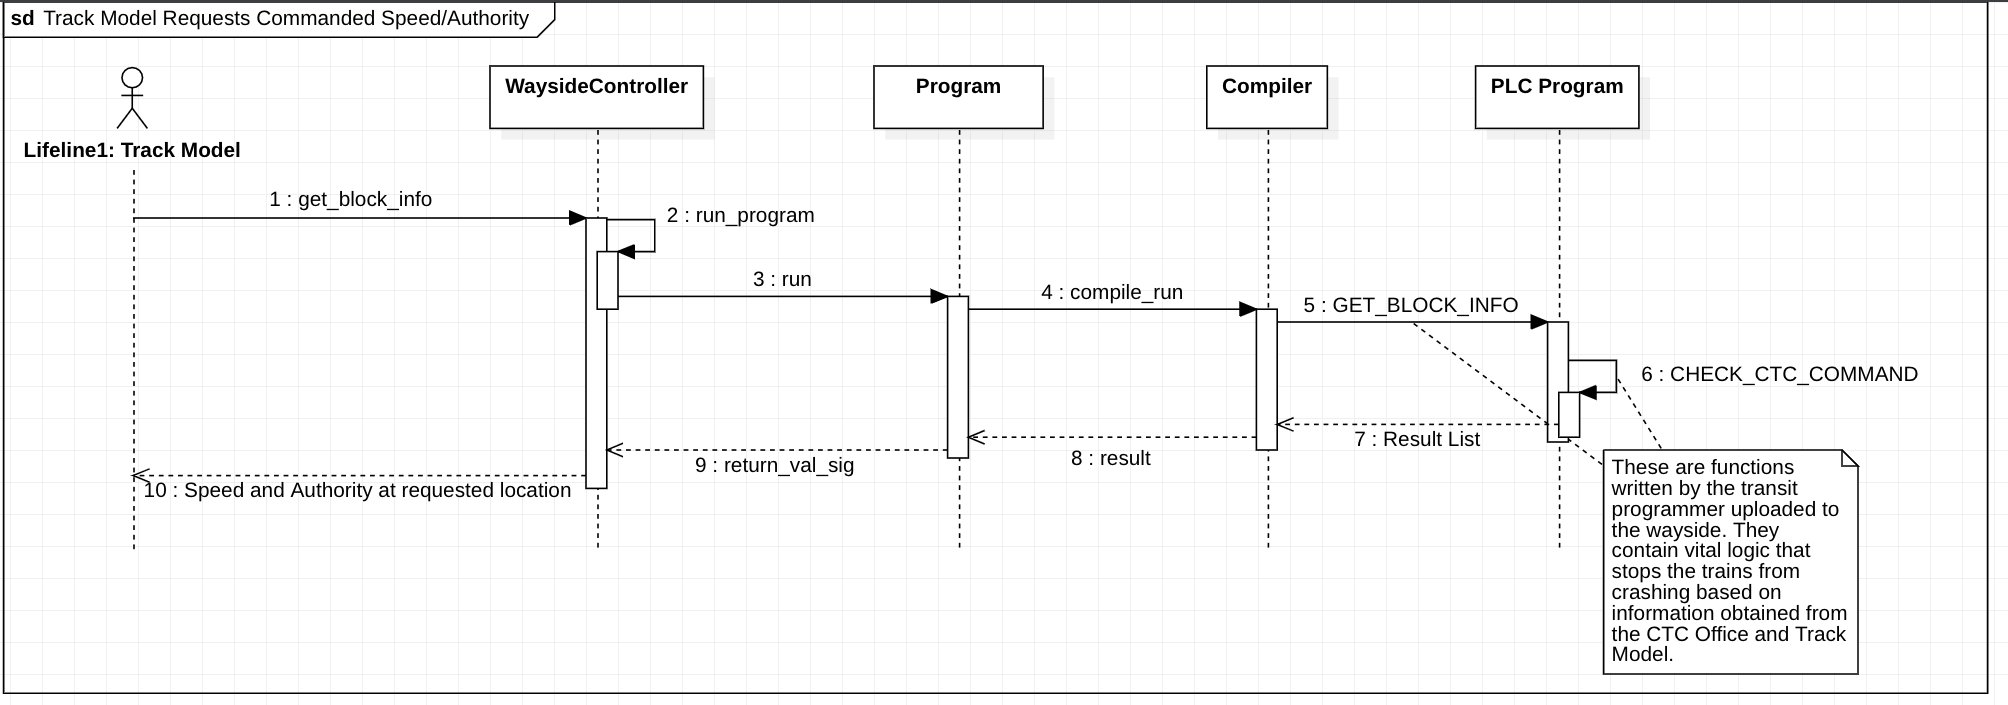 sd Track Model Requests Commanded Speed/Authority
WaysideController
Program
Compiler
PLC Program
Lifeline1: Track Model
1 : get_block_info
2 : run_program
3 : run
4 : compile_run
5 : GET_BLOCK_INFO
6 : CHECK_CTC_COMMAND
7 : Result List
8 : result
9 : return_val_sig
10 : Speed and Authority at requested location
These are functions
written by the transit
programmer uploaded to
the wayside. They
contain vital logic that
stops the trains from
crashing based on
information obtained from
the CTC Office and Track
Model.